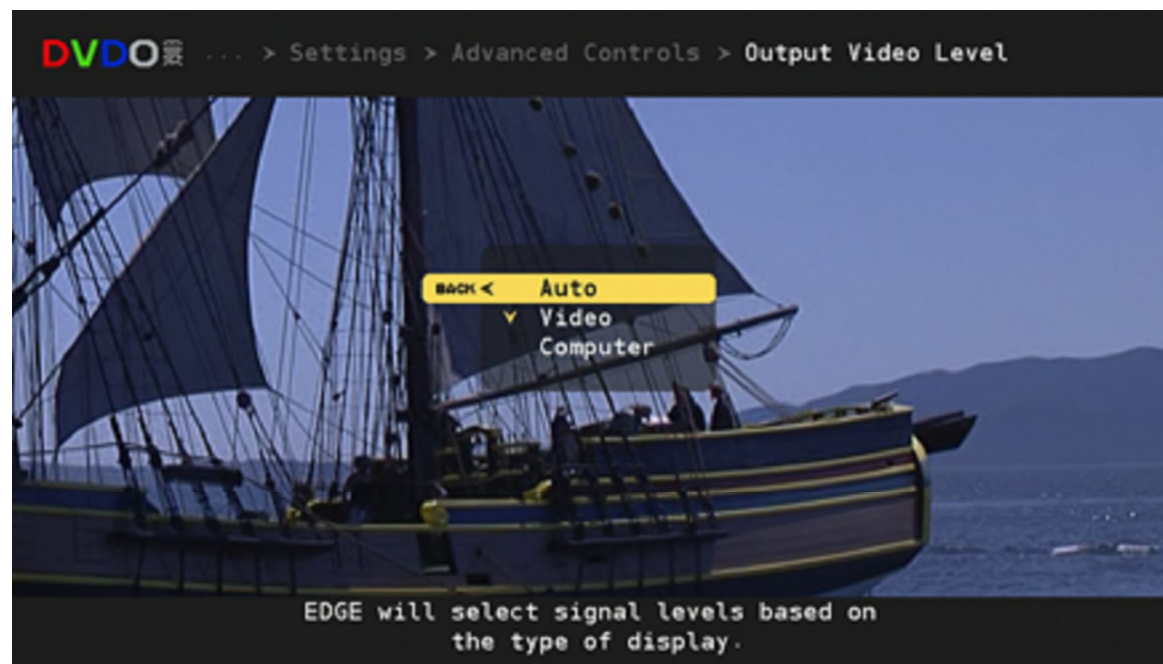 DVDO EDGE ... > Settings > Advanced Controls > Output Video Level
BACK < Auto
Video
Computer
EDGE will select signal levels based on
the type of display.